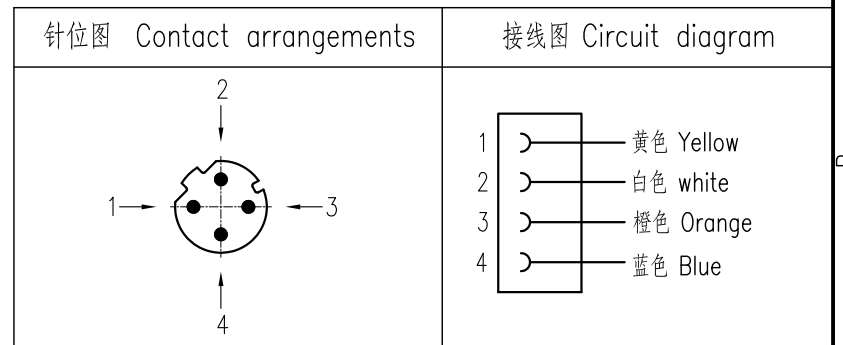 针位图 Contact arrangements
接线图 Circuit diagram
2
1
3
4
1 黄色 Yellow
2 白色 white
3 橙色 Orange
4 蓝色 Blue